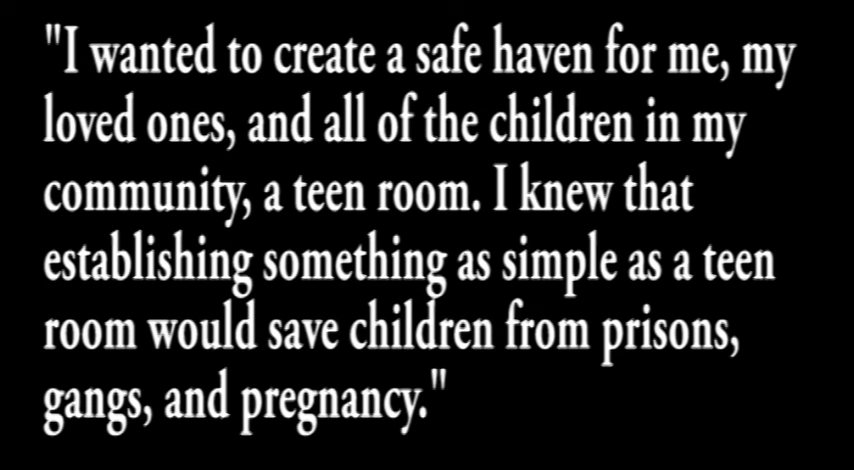 "I wanted to create a safe haven for me, my
loved ones, and all of the children in my
community, a teen room. I knew that
establishing something as simple as a teen
room would save children from prisons,
gangs, and pregnancy."